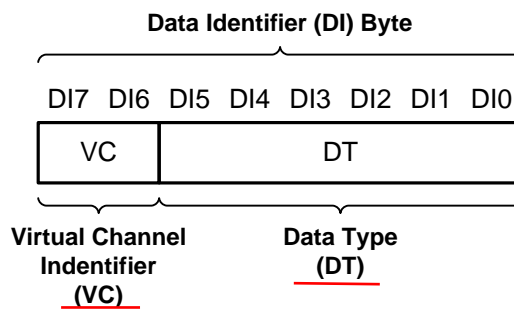 Data Identifier (DI) Byte
DI7 DI6 DI5 DI4 DI3 DI2 DI1 DI0
VC DT
Virtual Channel
Indentifier
(VC)
Data Type
(DT)